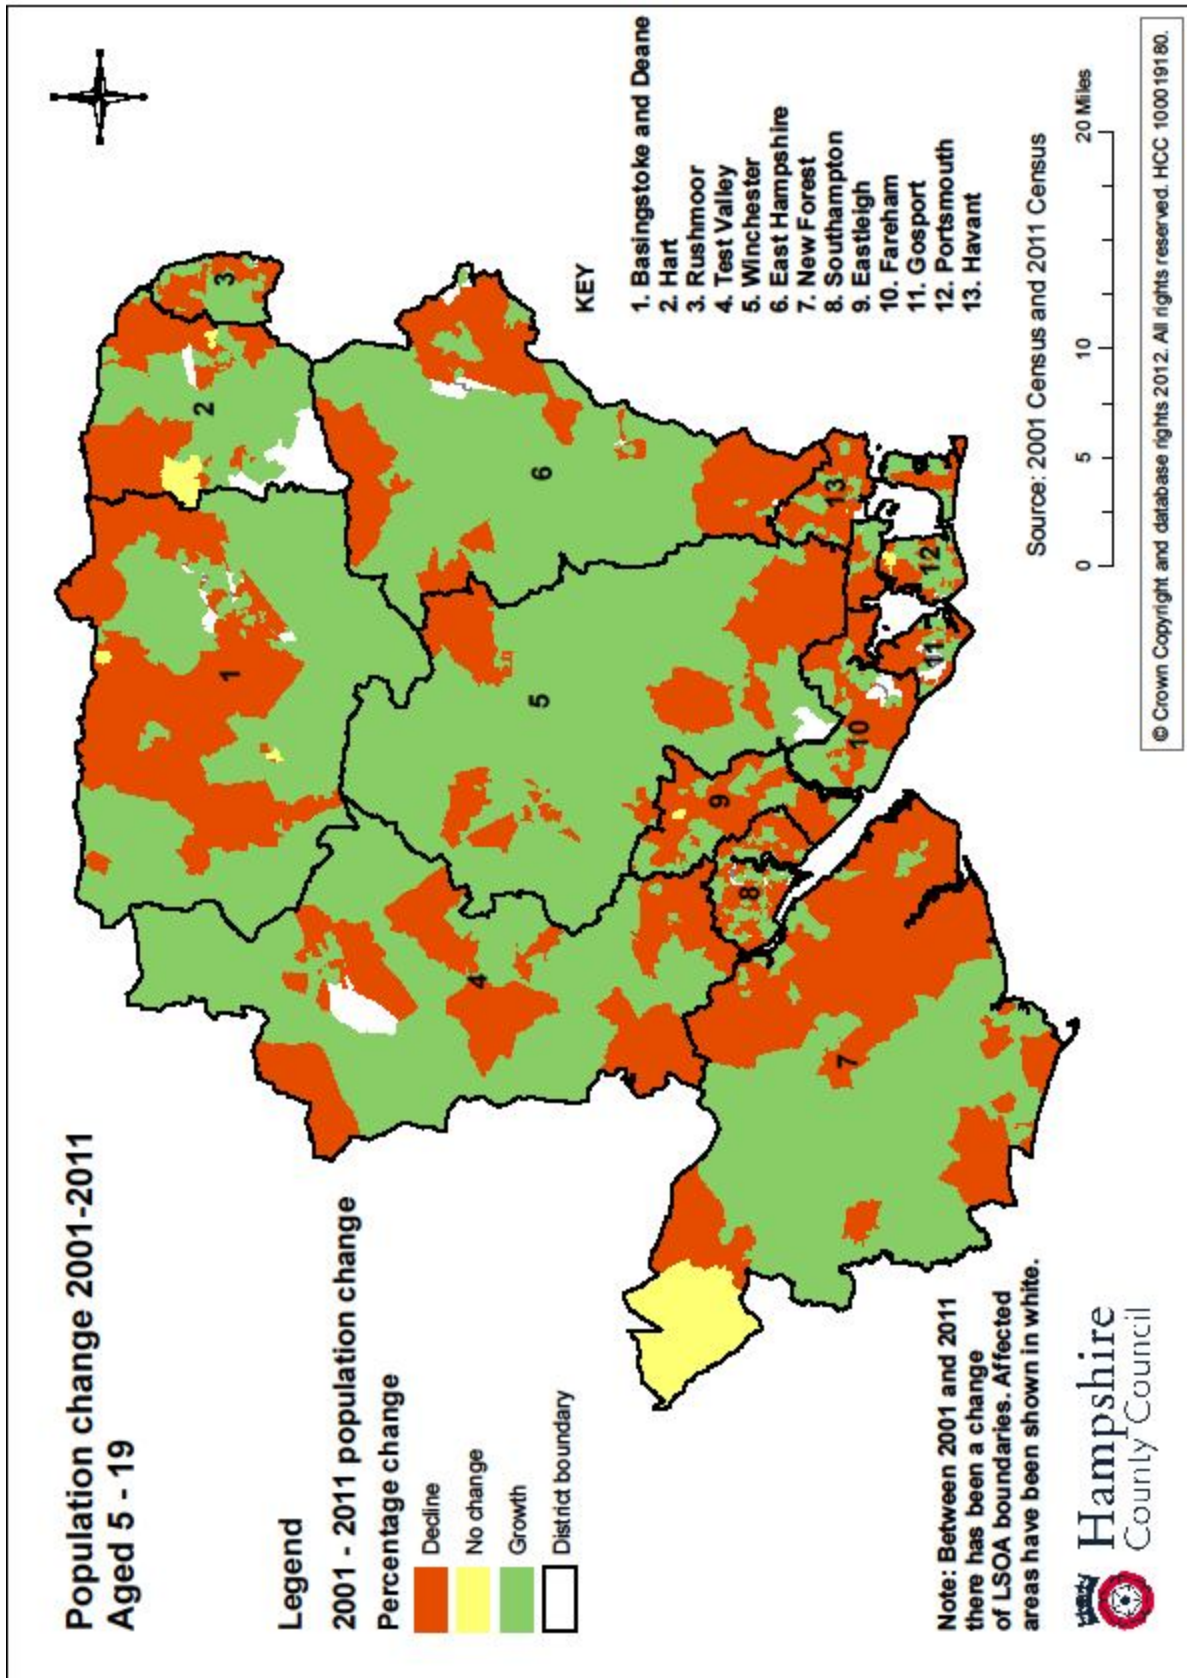 Population change 2001-2011
Aged 5 - 19
Legend
2001 - 2011 population change
Percentage change
Decline
No change
Growth
District boundary
1
2
3
4
5
6
7
8
9
10
11
12
13
KEY
1. Basingstoke and Deane
2. Hart
3. Rushmoor
4. Test Valley
5. Winchester
6. East Hampshire
7. New Forest
8. Southampton
9. Eastleigh
10. Fareham
11. Gosport
12. Portsmouth
13. Havant
Note: Between 2001 and 2011
there has been a change
of LSOA boundaries. Affected
areas have been shown in white.
Source: 2001 Census and 2011 Census
0 5 10 20 Miles
Hampshire
County Council
© Crown Copyright and database rights 2012. All rights reserved. HCC 100019180.